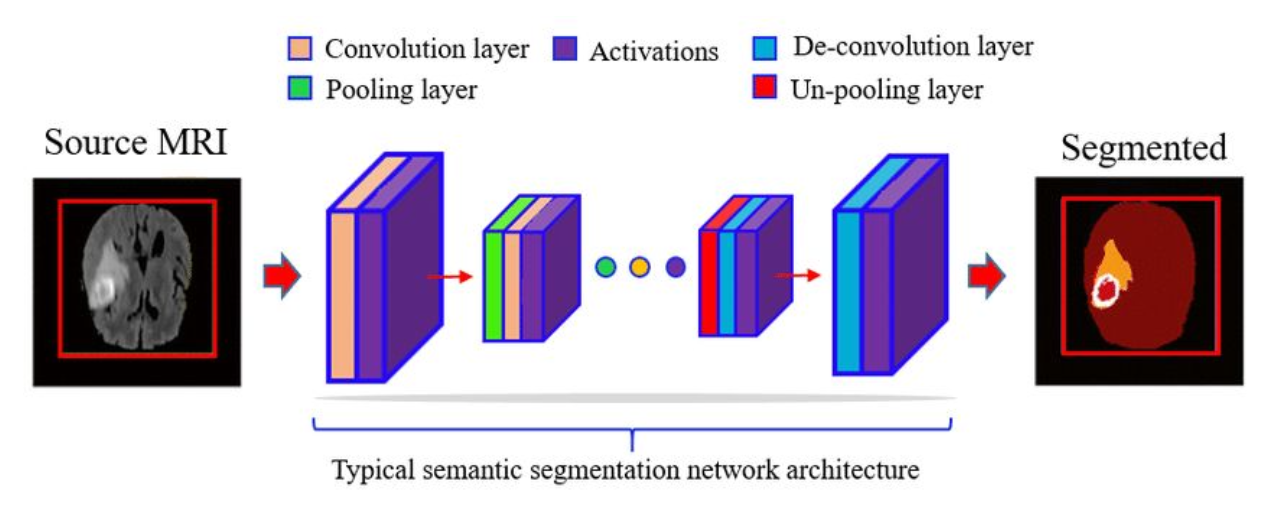 Convolution layer
Activations
De-convolution layer
Pooling layer
Un-pooling layer
Source MRI
Segmented
Typical semantic segmentation network architecture